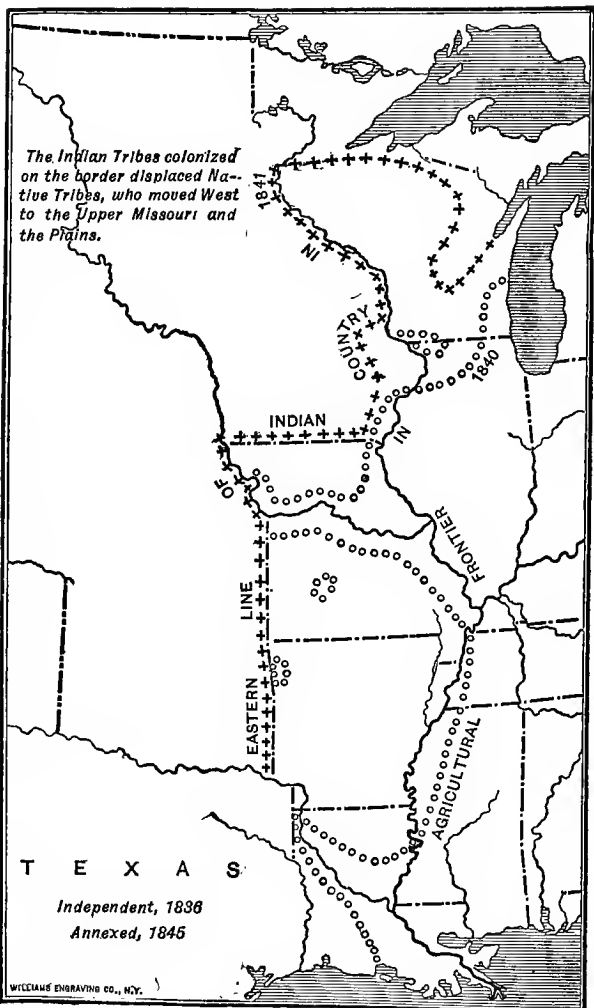 The Indian Tribes colonized
on the border displaced Na-
tive Tribes, who moved West
to the Upper Missouri and
the Plains.
EASTERN LINE OF INDIAN COUNTRY IN 1841
AGRICULTURAL FRONTIER IN 1840
TEXAS
Independent, 1836
Annexed, 1845
WILLIAMS ENGRAVING CO., N.Y.